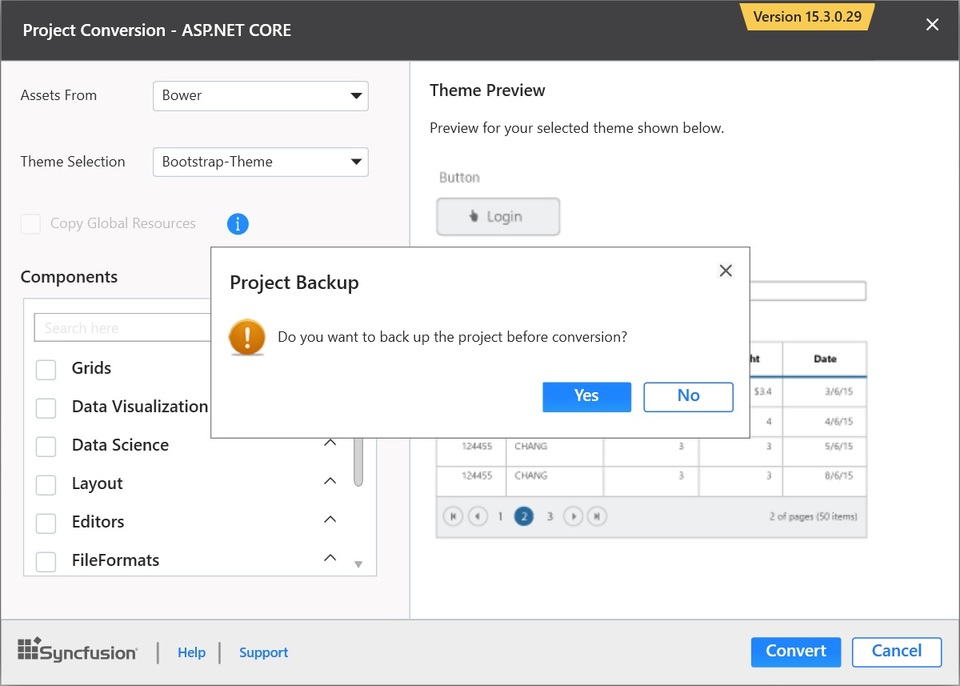 Project Conversion - ASP.NET CORE
Version 15.3.0.29
Assets From
Bower
Theme Selection
Bootstrap-Theme
Copy Global Resources
Components
Search here
Grids
Data Visualization
Data Science
Layout
Editors
FileFormats
Theme Preview
Preview for your selected theme shown below.
Button
Login
Project Backup
Do you want to back up the project before conversion?
Yes
No
ht Date
$3.4 3/6/15
4 4/6/15
124455 CHANG 3 3 5/6/15
124455 CHANG 3 3 8/6/15
1 2 3 2 of pages (50 items)
Syncfusion
Help
Support
Convert
Cancel